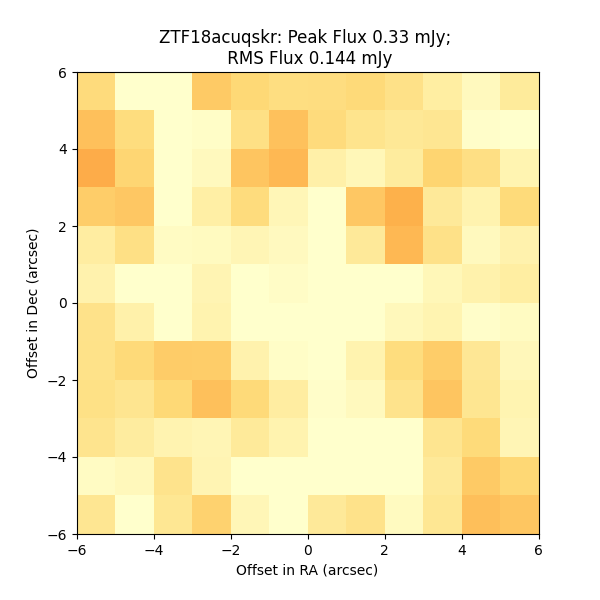 ZTF18acuqskr: Peak Flux 0.33 mJy;
RMS Flux 0.144 mJy
6
4
2
0
−2
−4
−6
Offset in Dec (arcsec)
−6 −4 −2 0 2 4 6
Offset in RA (arcsec)